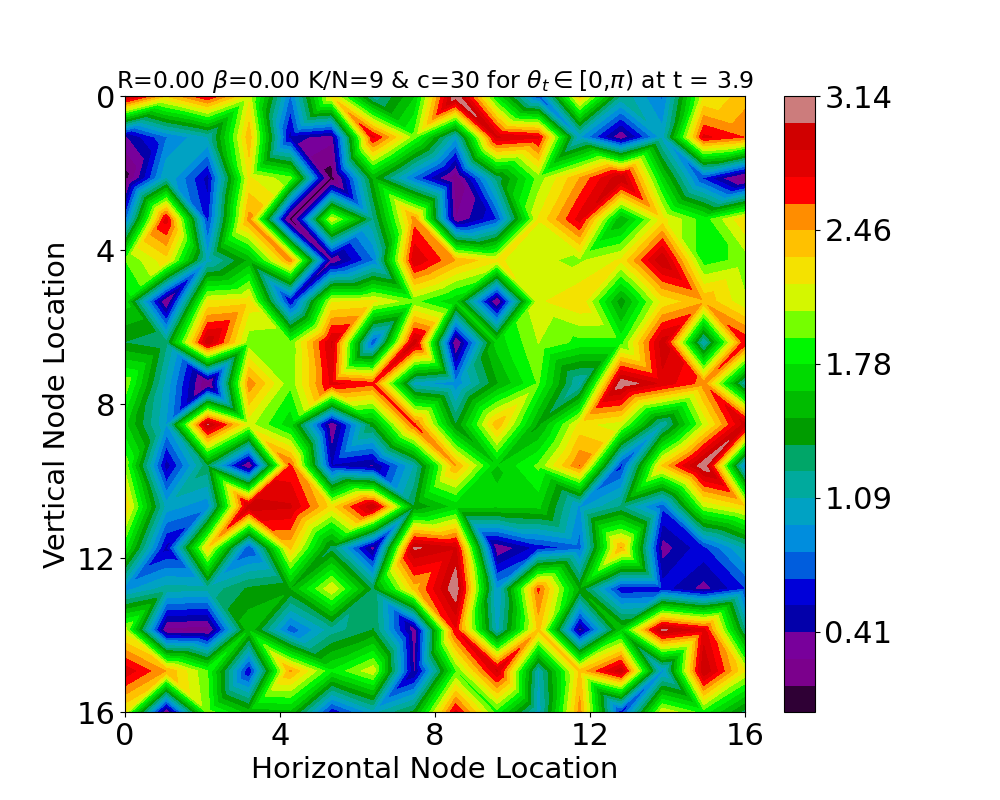 R=0.00 β=0.00 K/N=9 & c=30 for θₜ∈[0,π) at t = 3.9
0
4
8
12
16
Vertical Node Location
0 4 8 12 16
Horizontal Node Location
3.14
2.46
1.78
1.09
0.41